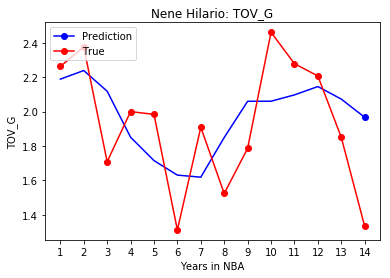 Nene Hilario: TOV_G
Prediction
True
2.4
2.2
2.0
1.8
1.6
1.4
TOV_G
1 2 3 4 5 6 7 8 9 10 11 12 13 14
Years in NBA